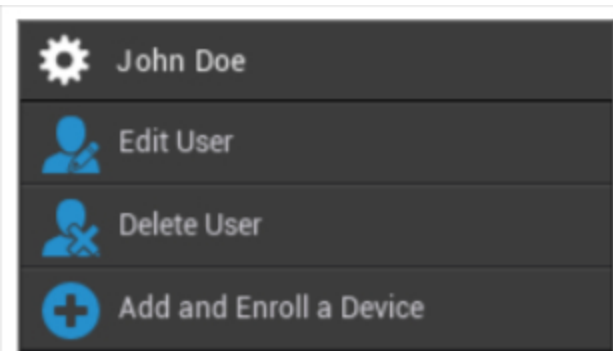 John Doe
Edit User
Delete User
Add and Enroll a Device